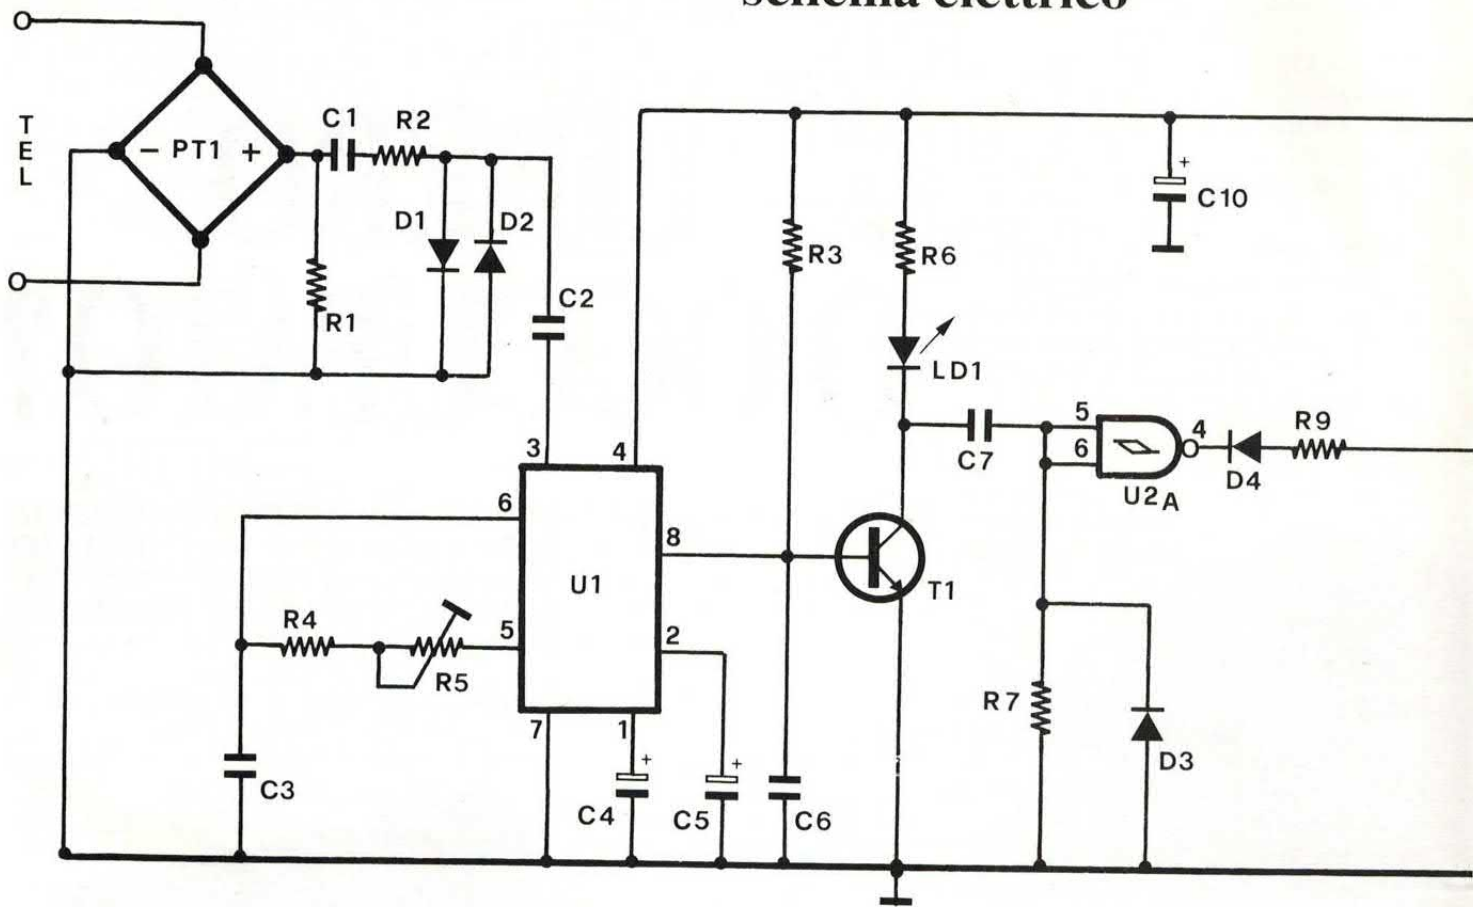 schema elettrico
TEL
PT1
- +
C1
R2
D1
D2
R1
C2
R3
R6
LD1
C10
+
C7
5
6
4
U2A
D4
R9
3
4
6
8
U1
5
2
7
1
R4
R5
T1
R7
D3
C3
C4
+
C5
+
C6